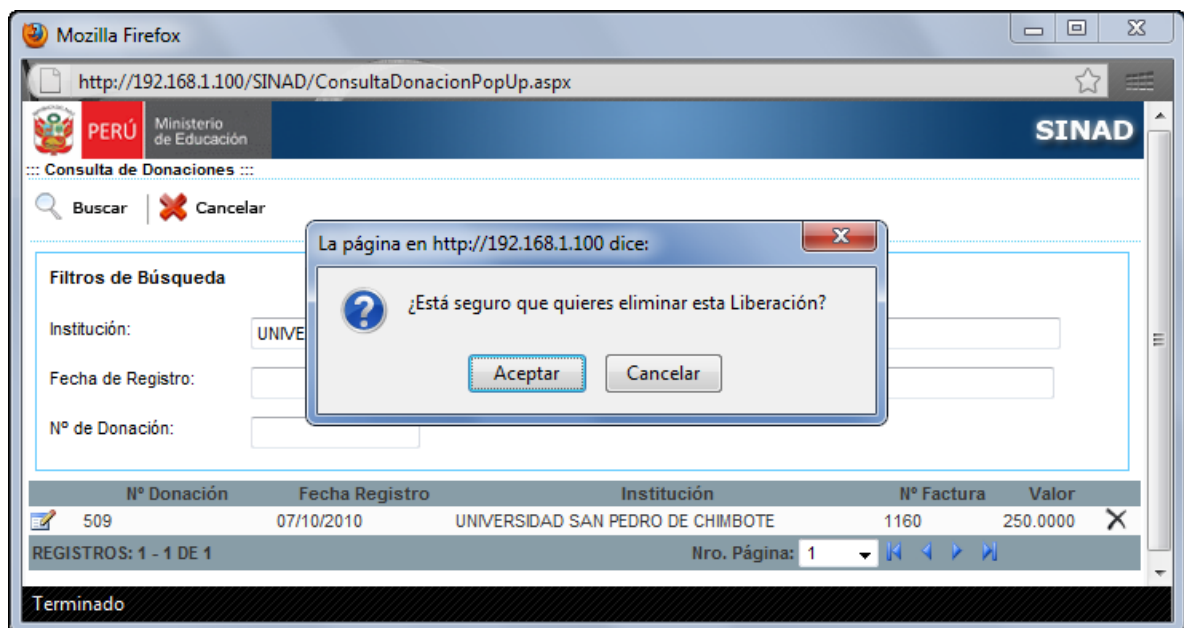 Mozilla Firefox
http://192.168.1.100/SINAD/ConsultaDonacionPopUp.aspx
PERÚ Ministerio de Educación SINAD
::: Consulta de Donaciones :::
Buscar Cancelar
La página en http://192.168.1.100 dice:
¿Está seguro que quieres eliminar esta Liberación?
Aceptar Cancelar
Filtros de Búsqueda
Institución: UNIVE
Fecha de Registro:
Nº de Donación:
Nº Donación Fecha Registro Institución Nº Factura Valor
509 07/10/2010 UNIVERSIDAD SAN PEDRO DE CHIMBOTE 1160 250.0000
REGISTROS: 1 - 1 DE 1 Nro. Página: 1
Terminado